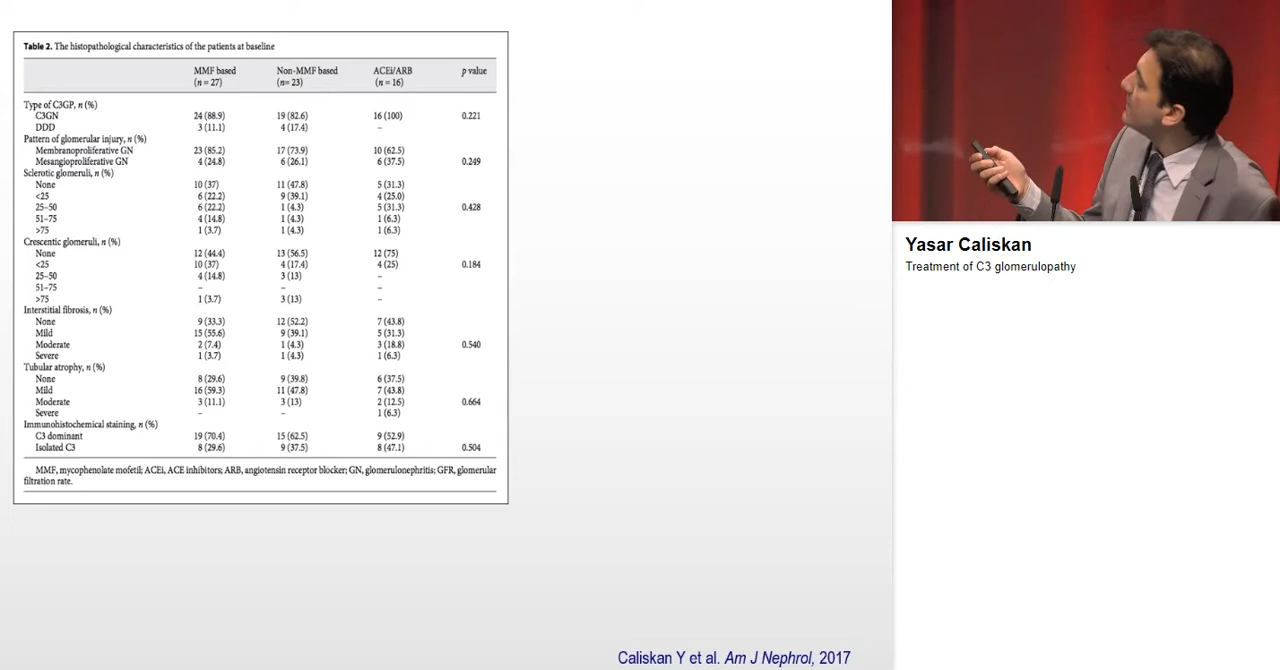 Table 2. The histopathological characteristics of the patients at baseline
MMF based Non-MMF based ACEi/ARB p value
(n = 27) (n= 23) (n = 16)
Type of C3GP, n (%)
C3GN 24 (88.9) 19 (82.6) 16 (100) 0.221
DDD 3 (11.1) 4 (17.4) –
Pattern of glomerular injury, n (%)
Membranoproliferative GN 23 (85.2) 17 (73.9) 10 (62.5)
Mesangioproliferative GN 4 (24.8) 6 (26.1) 6 (37.5) 0.249
Sclerotic glomeruli, n (%)
None 10 (37) 11 (47.8) 5 (31.3)
<25 6 (22.2) 9 (39.1) 4 (25.0)
25–50 6 (22.2) 1 (4.3) 5 (31.3) 0.428
51–75 4 (14.8) 1 (4.3) 1 (6.3)
>75 1 (3.7) 1 (4.3) 1 (6.3)
Crescentic glomeruli, n (%)
None 12 (44.4) 13 (56.5) 12 (75)
<25 10 (37) 4 (17.4) 4 (25) 0.184
25–50 4 (14.8) 3 (13) –
51–75 – – –
>75 1 (3.7) 3 (13) –
Interstitial fibrosis, n (%)
None 9 (33.3) 12 (52.2) 7 (43.8)
Mild 15 (55.6) 9 (39.1) 5 (31.3)
Moderate 2 (7.4) 1 (4.3) 3 (18.8) 0.540
Severe 1 (3.7) 1 (4.3) 1 (6.3)
Tubular atrophy, n (%)
None 8 (29.6) 9 (39.8) 6 (37.5)
Mild 16 (59.3) 11 (47.8) 7 (43.8)
Moderate 3 (11.1) 3 (13) 2 (12.5) 0.664
Severe – – 1 (6.3)
Immunohistochemical staining, n (%)
C3 dominant 19 (70.4) 15 (62.5) 9 (52.9)
Isolated C3 8 (29.6) 9 (37.5) 8 (47.1) 0.504
MMF, mycophenolate mofetil; ACEi, ACE inhibitors; ARB, angiotensin receptor blocker; GN, glomerulonephritis; GFR, glomerular
filtration rate.
Caliskan Y et al. Am J Nephrol, 2017
Yasar Caliskan
Treatment of C3 glomerulopathy